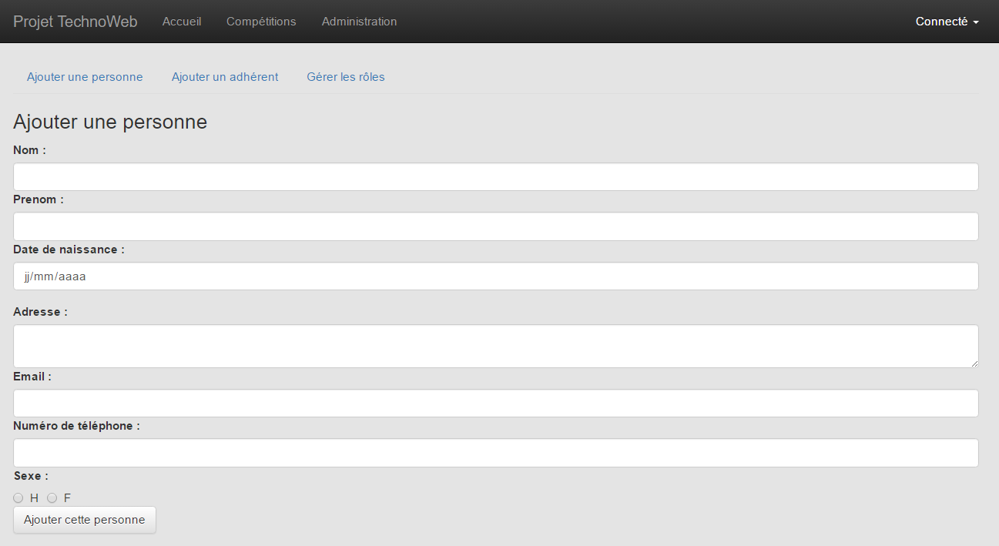 Projet TechnoWeb Accueil Compétitions Administration Connecté
Ajouter une personne Ajouter un adhérent Gérer les rôles
Ajouter une personne
Nom :
Prenom :
Date de naissance :
jj/mm/aaaa
Adresse :
Email :
Numéro de téléphone :
Sexe :
H F
Ajouter cette personne